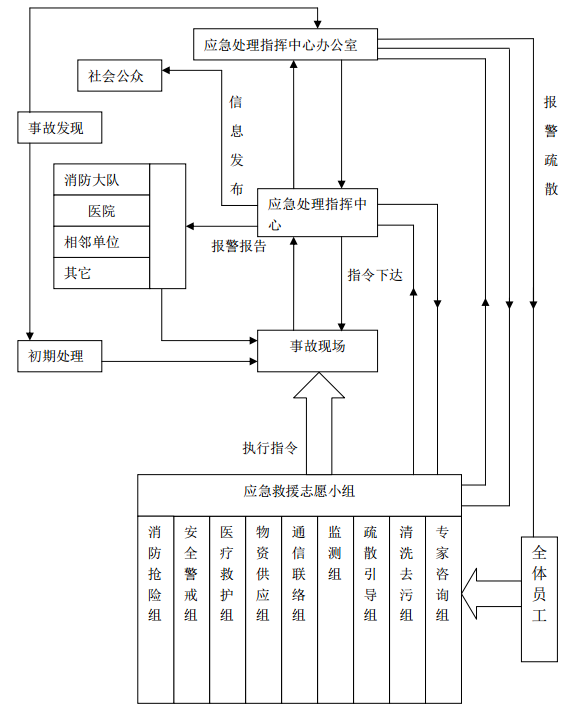 应急处理指挥中心办公室
社会公众
信息发布
报警疏散
事故发现
消防大队
医院
相邻单位
其它
应急处理指挥中
心
报警报告
指令下达
初期处理
事故现场
执行指令
应急救援志愿小组
消防抢险组
安全警戒组
医疗救护组
物资供应组
通信联络组
监测组
疏散引导组
清洗去污组
专家咨询组
全体员工